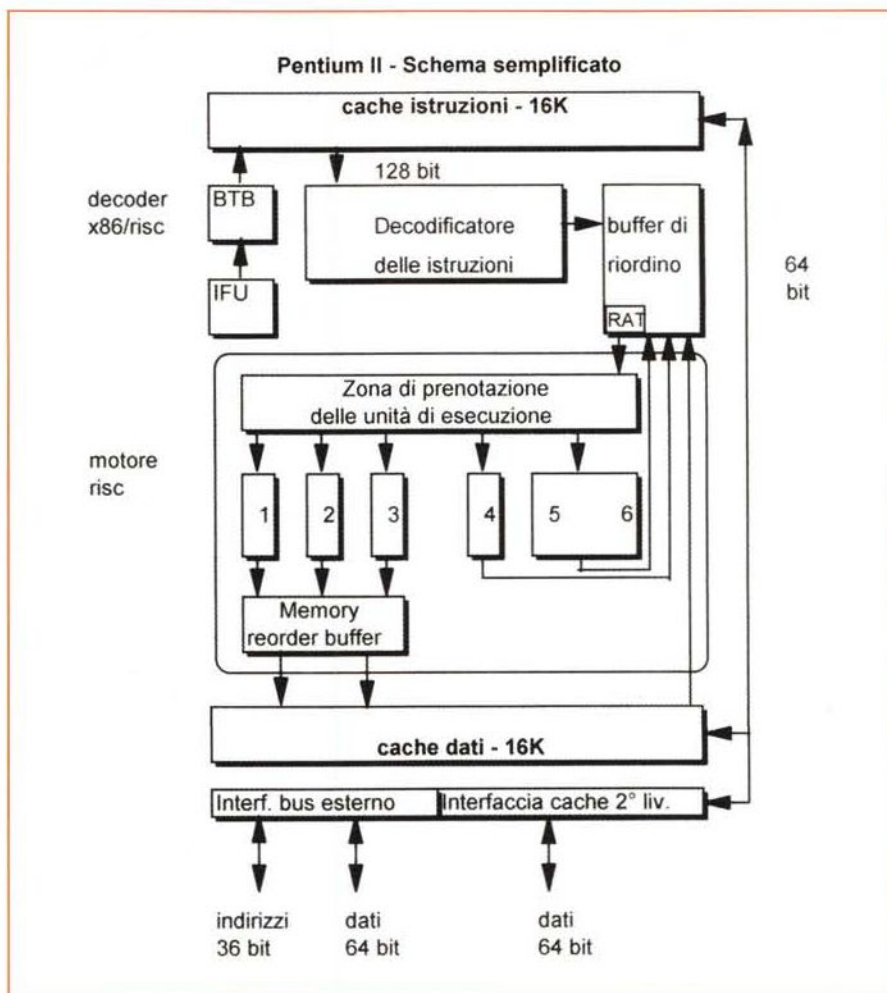 Pentium II - Schema semplificato
cache istruzioni - 16K
128 bit
decoder
x86/risc
BTB
IFU
Decodificatore
delle istruzioni
buffer di
riordino
RAT
64
bit
Zona di prenotazione
delle unità di esecuzione
motore
risc
1
2
3
4
5
6
Memory
reorder buffer
cache dati - 16K
Interf. bus esterno
Interfaccia cache 2° liv.
indirizzi
36 bit
dati
64 bit
dati
64 bit